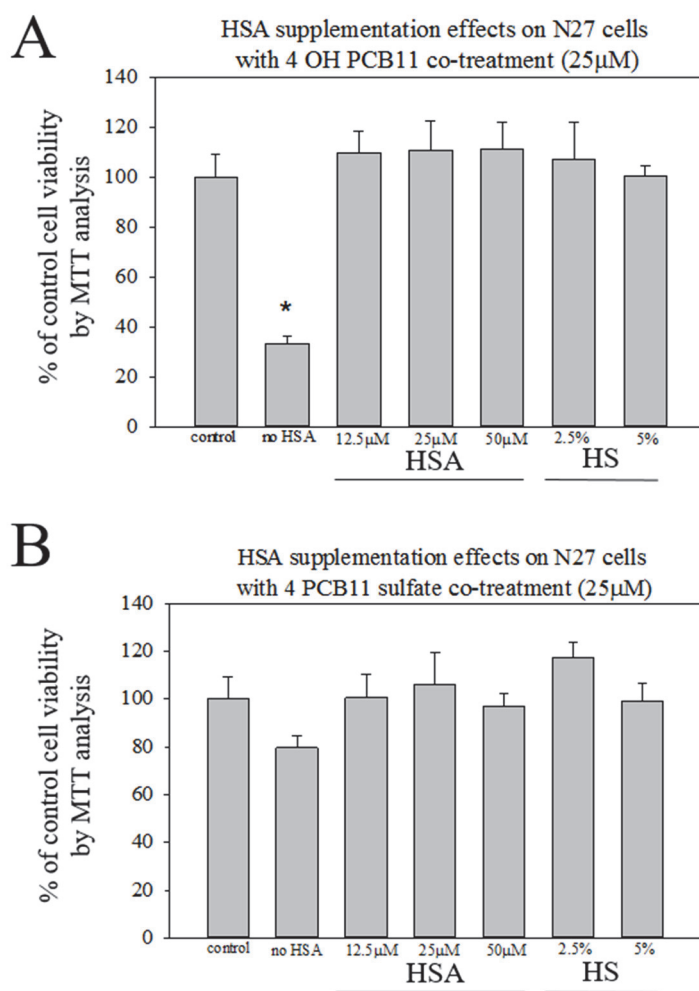 A
HSA supplementation effects on N27 cells
with 4 OH PCB11 co-treatment (25µM)
% of control cell viability
by MTT analysis
140
120
100
80
60
40
20
0
*
control no HSA 12.5µM 25µM 50µM 2.5% 5%
HSA HS
B
HSA supplementation effects on N27 cells
with 4 PCB11 sulfate co-treatment (25µM)
% of control cell viability
by MTT analysis
140
120
100
80
60
40
20
0
control no HSA 12.5µM 25µM 50µM 2.5% 5%
HSA HS